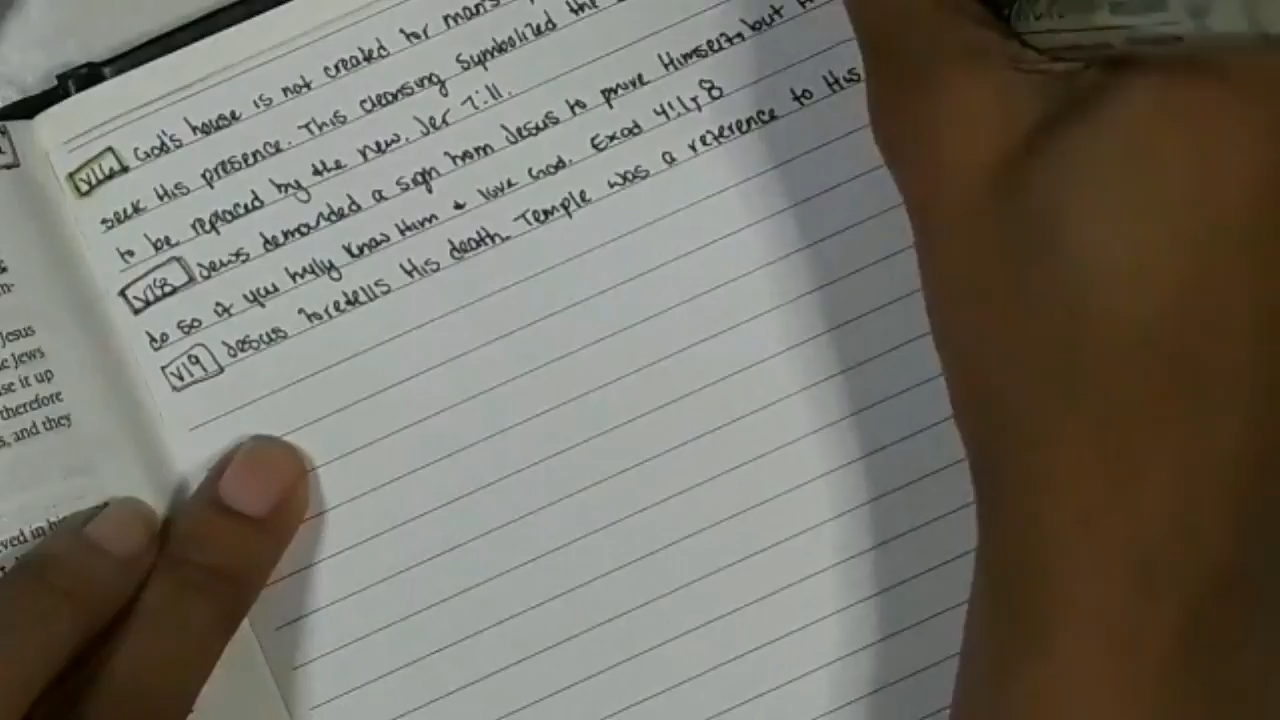 v16 God's house is not created for man's
seek His presence. This cleansing symbolized the
to be replaced by the new. Jer 7:11.
v18 Jews demanded a sign from Jesus to prove Himself, but
do so if you truly know Him & love God. Exod 4:1, 8
v19 Jesus foretells His death. Temple was a reference to His
Jesus
e Jews
se it up
therefore
s, and they
ved in